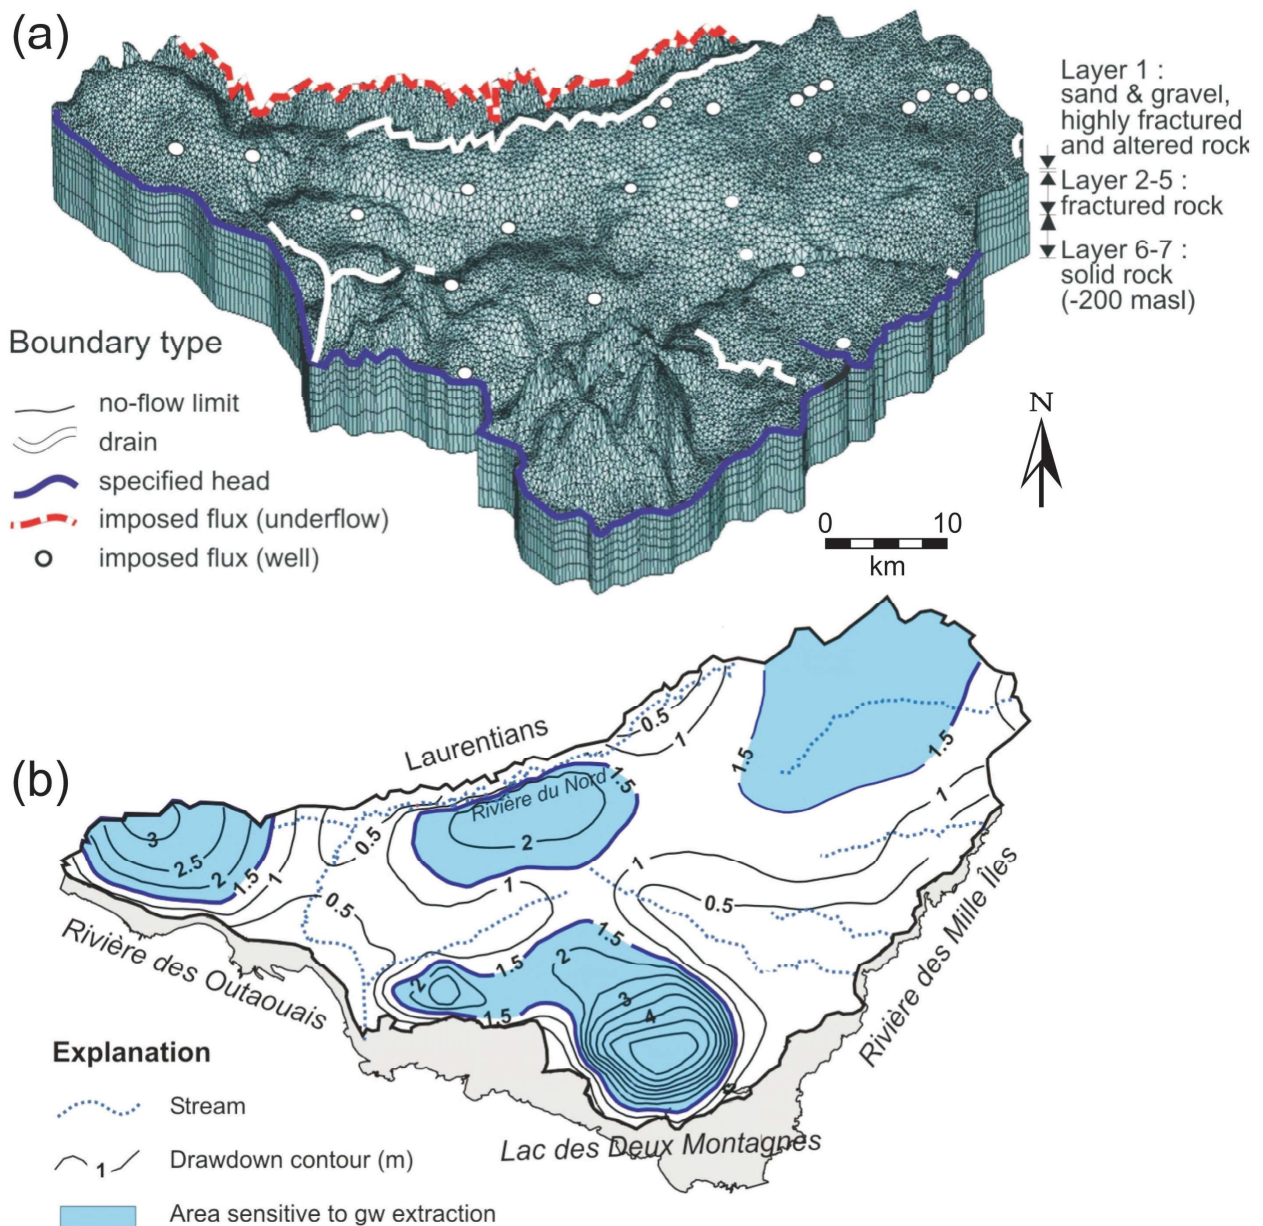 (a)
Layer 1 :
sand & gravel,
highly fractured
and altered rock
Layer 2-5 :
fractured rock
Layer 6-7 :
solid rock
(-200 masl)
Boundary type
no-flow limit
drain
specified head
imposed flux (underflow)
imposed flux (well)
N
0 10
km
(b)
Laurentians
0.5
1
1.5
1.5
1
Rivière du Nord
1.5
2
0.5
3
2.5
2
1.5
1
0.5
1
1
0.5
1.5
2
1.5
2
1.5
3
4
Rivière des Outaouais
Rivière des Mille Îles
Lac des Deux Montagnes
Explanation
Stream
1 Drawdown contour (m)
Area sensitive to gw extraction